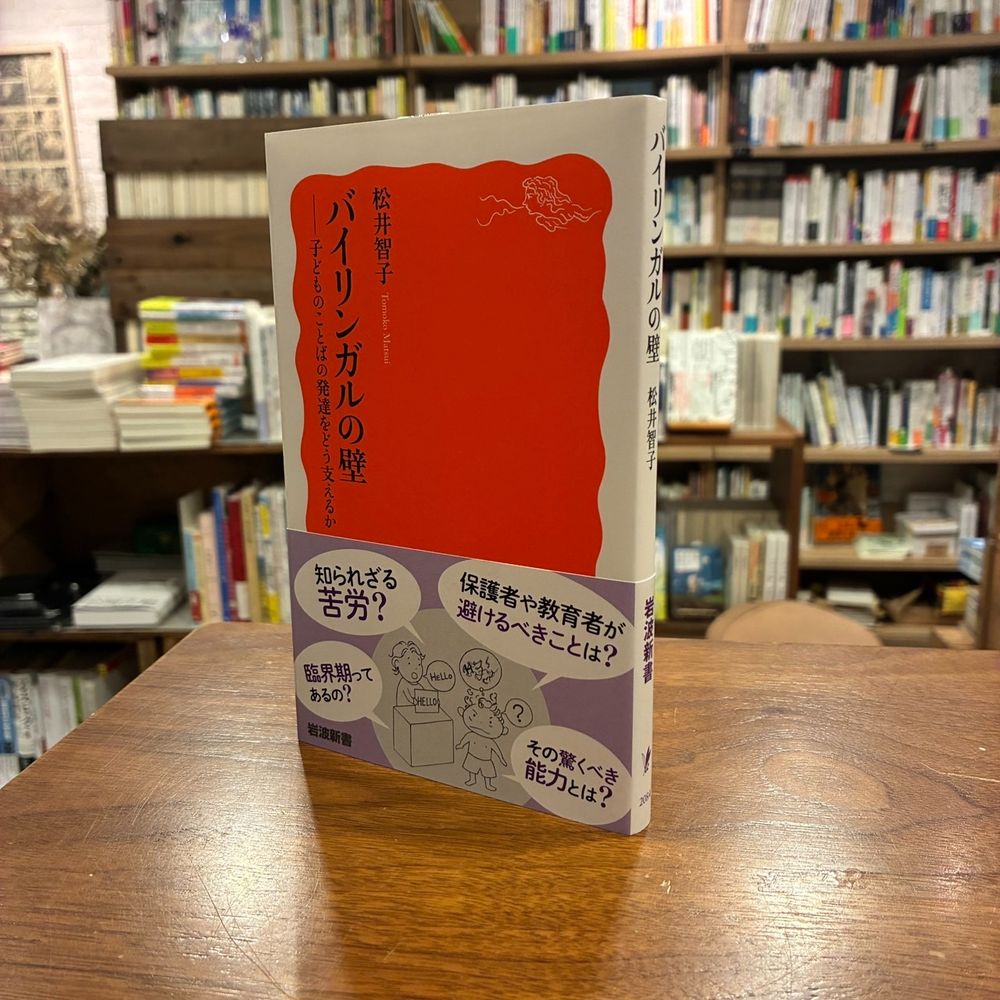 松井智子 Tomoko Matsui
バイリンガルの壁
――子どものことばの発達をどう支えるか
知られざる
苦労?
保護者や教育者が
避けるべきことは?
臨界期って
あるの?
HELLO
HELLO
?
その驚くべき
能力とは?
岩波新書
バイリンガルの壁
松井智子
岩波新書